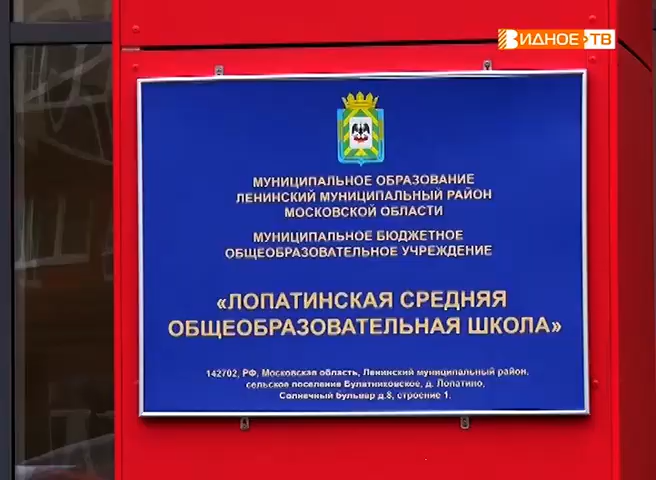 ВИДНОЕ ТВ
МУНИЦИПАЛЬНОЕ ОБРАЗОВАНИЕ
ЛЕНИНСКИЙ МУНИЦИПАЛЬНЫЙ РАЙОН
МОСКОВСКОЙ ОБЛАСТИ
МУНИЦИПАЛЬНОЕ БЮДЖЕТНОЕ
ОБЩЕОБРАЗОВАТЕЛЬНОЕ УЧРЕЖДЕНИЕ
«ЛОПАТИНСКАЯ СРЕДНЯЯ
ОБЩЕОБРАЗОВАТЕЛЬНАЯ ШКОЛА»
142702, РФ, Московская область, Ленинский муниципальный район,
сельское поселение Булатниковское, д. Лопатино,
Солнечный бульвар д.8, строение 1.